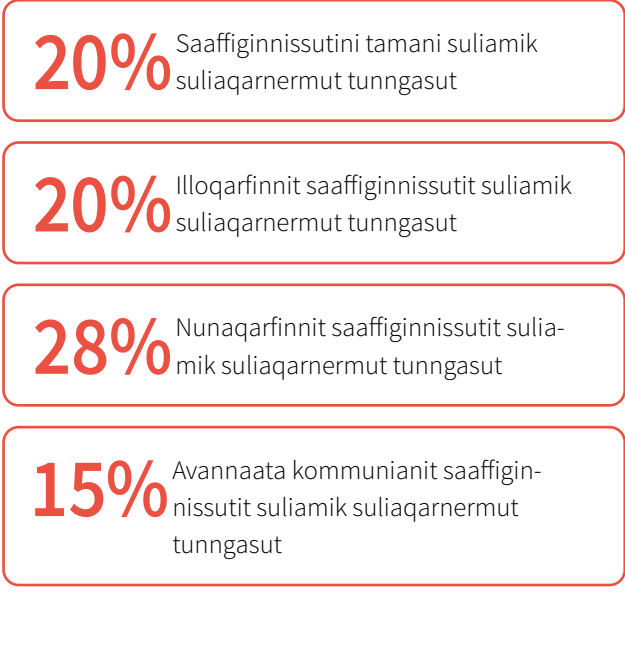 20%
Saaffiginnissutini tamani suliamik
suliaqarnermut tunngasut
20%
Illoqarfinnit saaffiginnissutit suliamik
suliaqarnermut tunngasut
28%
Nunaqarfinnit saaffiginnissutit sulia-
mik suliaqarnermut tunngasut
15%
Avannaata kommunianit saaffigin-
nissutit suliamik suliaqarnermut
tunngasut